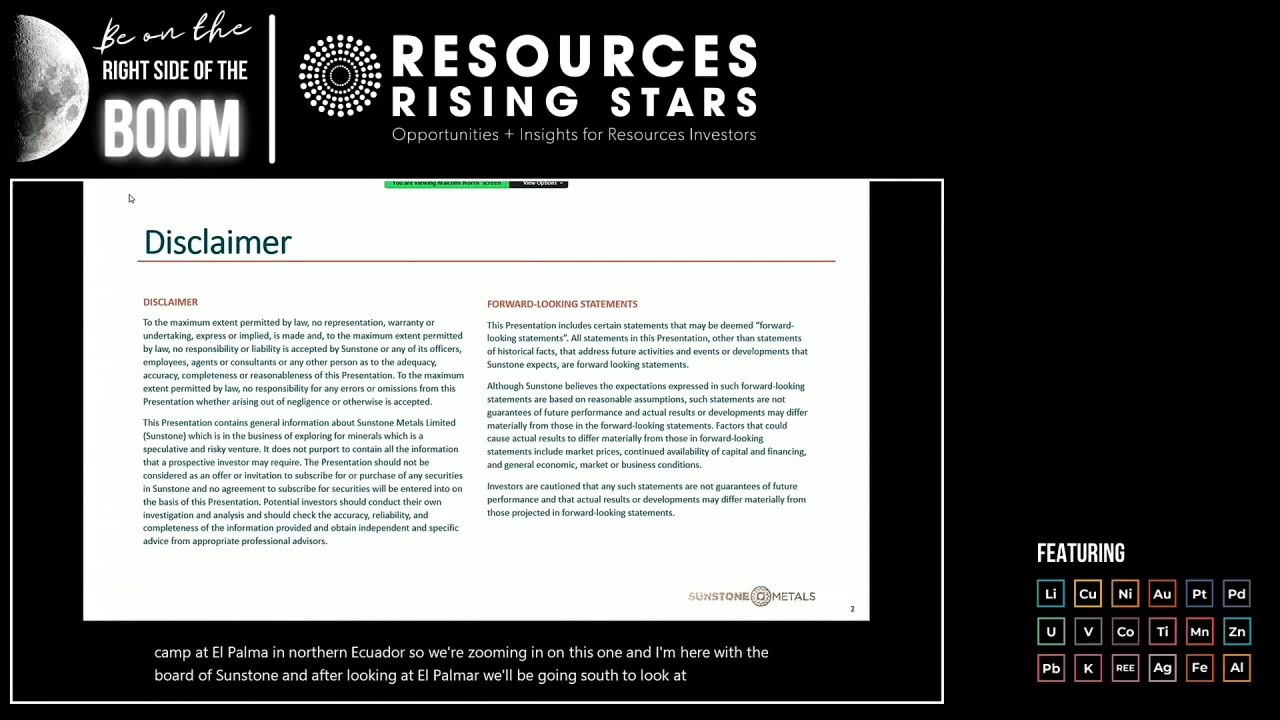 Be on the
RIGHT SIDE OF THE
BOOM
RESOURCES
RISING STARS
Opportunities + Insights for Resources Investors
You are viewing Malcolm Norris' screen
View Options
Disclaimer
DISCLAIMER
To the maximum extent permitted by law, no representation, warranty or
undertaking, express or implied, is made and, to the maximum extent permitted
by law, no responsibility or liability is accepted by Sunstone or any of its officers,
employees, agents or consultants or any other person as to the adequacy,
accuracy, completeness or reasonableness of this Presentation. To the maximum
extent permitted by law, no responsibility for any errors or omissions from this
Presentation whether arising out of negligence or otherwise is accepted.
This Presentation contains general information about Sunstone Metals Limited
(Sunstone) which is in the business of exploring for minerals which is a
speculative and risky venture. It does not purport to contain all the information
that a prospective investor may require. The Presentation should not be
considered as an offer or invitation to subscribe for or purchase of any securities
in Sunstone and no agreement to subscribe for securities will be entered into on
the basis of this Presentation. Potential investors should conduct their own
investigation and analysis and should check the accuracy, reliability, and
completeness of the information provided and obtain independent and specific
advice from appropriate professional advisors.
FORWARD-LOOKING STATEMENTS
This Presentation includes certain statements that may be deemed “forward-
looking statements”. All statements in this Presentation, other than statements
of historical facts, that address future activities and events or developments that
Sunstone expects, are forward looking statements.
Although Sunstone believes the expectations expressed in such forward-looking
statements are based on reasonable assumptions, such statements are not
guarantees of future performance and actual results or developments may differ
materially from those in the forward-looking statements. Factors that could
cause actual results to differ materially from those in forward-looking
statements include market prices, continued availability of capital and financing,
and general economic, market or business conditions.
Investors are cautioned that any such statements are not guarantees of future
performance and that actual results or developments may differ materially from
those projected in forward-looking statements.
SUNSTONE METALS
2
camp at El Palma in northern Ecuador so we're zooming in on this one and I'm here with the
board of Sunstone and after looking at El Palmar we'll be going south to look at
FEATURING
Li Cu Ni Au Pt Pd
U V Co Ti Mn Zn
Pb K REE Ag Fe Al